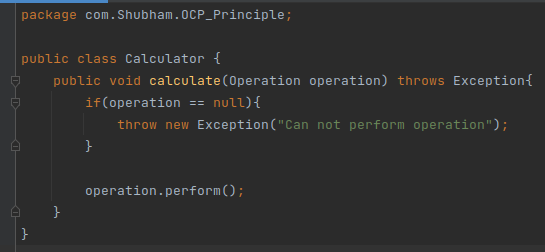 package com.Shubham.OCP_Principle;
public class Calculator {
public void calculate(Operation operation) throws Exception{
if(operation == null){
throw new Exception("Can not perform operation");
}
operation.perform();
}
}